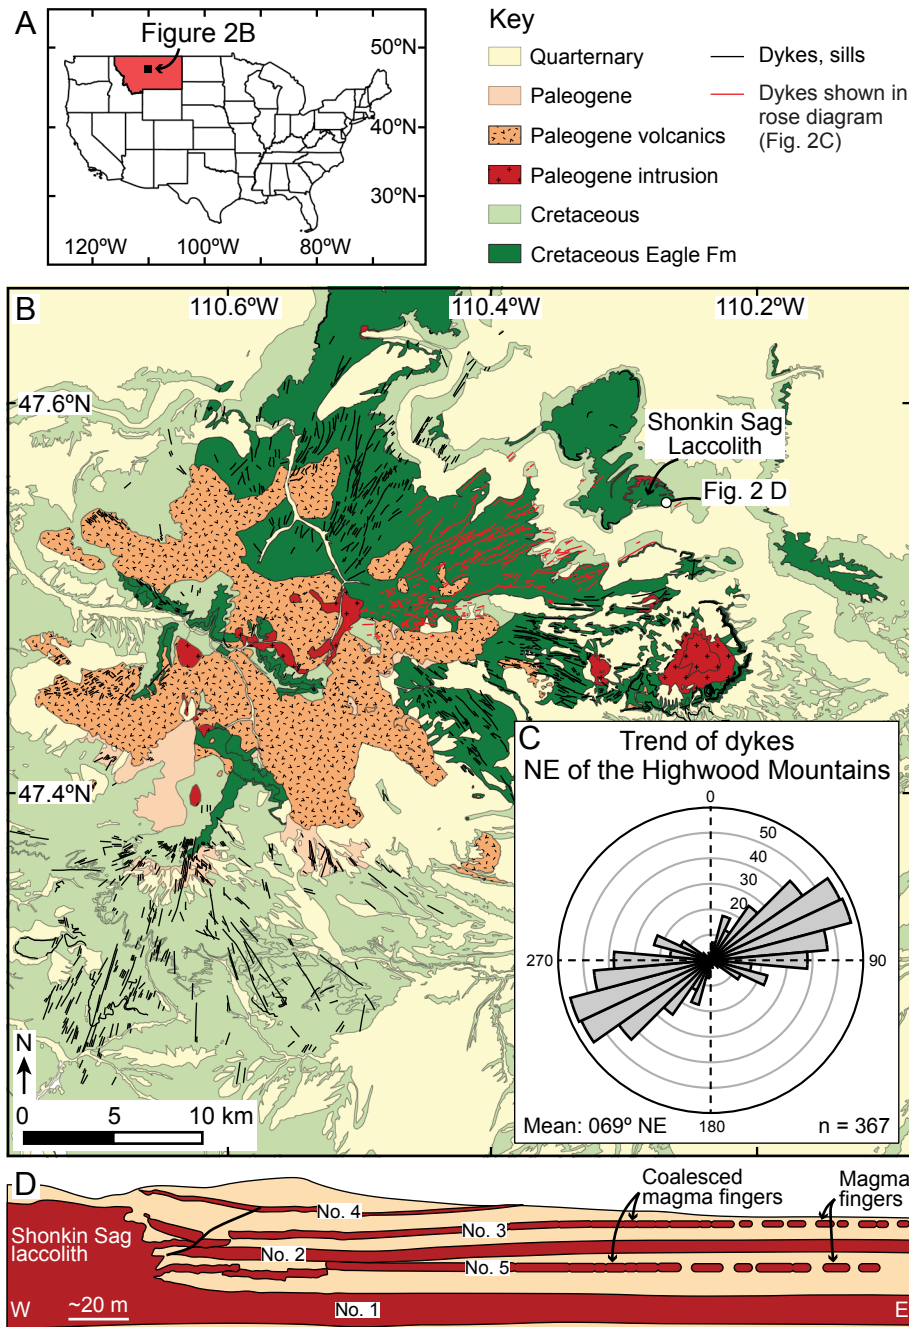 A
Figure 2B
50ºN
40ºN
30ºN
120ºW
100ºW
80ºW
Key
Quarternary
Paleogene
Paleogene volcanics
Paleogene intrusion
Cretaceous
Cretaceous Eagle Fm
Dykes, sills
Dykes shown in
rose diagram
(Fig. 2C)
B
110.6ºW
110.4ºW
110.2ºW
47.6ºN
Shonkin Sag
Laccolith
Fig. 2 D
47.4ºN
N
0
5
10 km
C
Trend of dykes
NE of the Highwood Mountains
0
50
40
30
20
270
90
180
Mean: 069º NE
n = 367
D
Coalesced
magma fingers
Magma
fingers
No. 4
No. 3
Shonkin Sag
laccolith
No. 2
No. 5
W
~20 m
No. 1
E